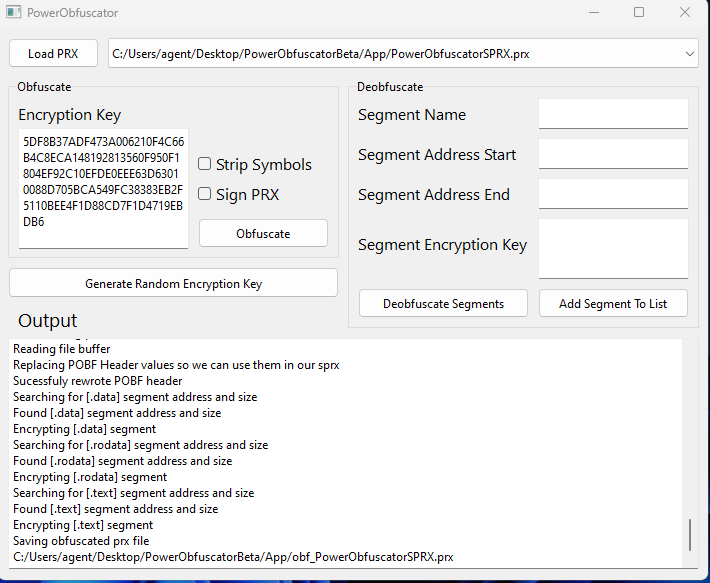 PowerObfuscator
Load PRX
C:/Users/agent/Desktop/PowerObfuscatorBeta/App/PowerObfuscatorSPRX.prx
Obfuscate
Encryption Key
5DF8B37ADF473A006210F4C66
B4C8ECA148192813560F950F1
804EF92C10EFDE0EEE63D6301
0088D705BCA549FC38383EB2F
5110BEE4F1D88CD7F1D4719EB
DB6
Strip Symbols
Sign PRX
Obfuscate
Generate Random Encryption Key
Deobfuscate
Segment Name
Segment Address Start
Segment Address End
Segment Encryption Key
Deobfuscate Segments
Add Segment To List
Output
Reading file buffer
Replacing POBF Header values so we can use them in our sprx
Sucessfuly rewrote POBF header
Searching for [.data] segment address and size
Found [.data] segment address and size
Encrypting [.data] segment
Searching for [.rodata] segment address and size
Found [.rodata] segment address and size
Encrypting [.rodata] segment
Searching for [.text] segment address and size
Found [.text] segment address and size
Encrypting [.text] segment
Saving obfuscated prx file
C:/Users/agent/Desktop/PowerObfuscatorBeta/App/obf_PowerObfuscatorSPRX.prx